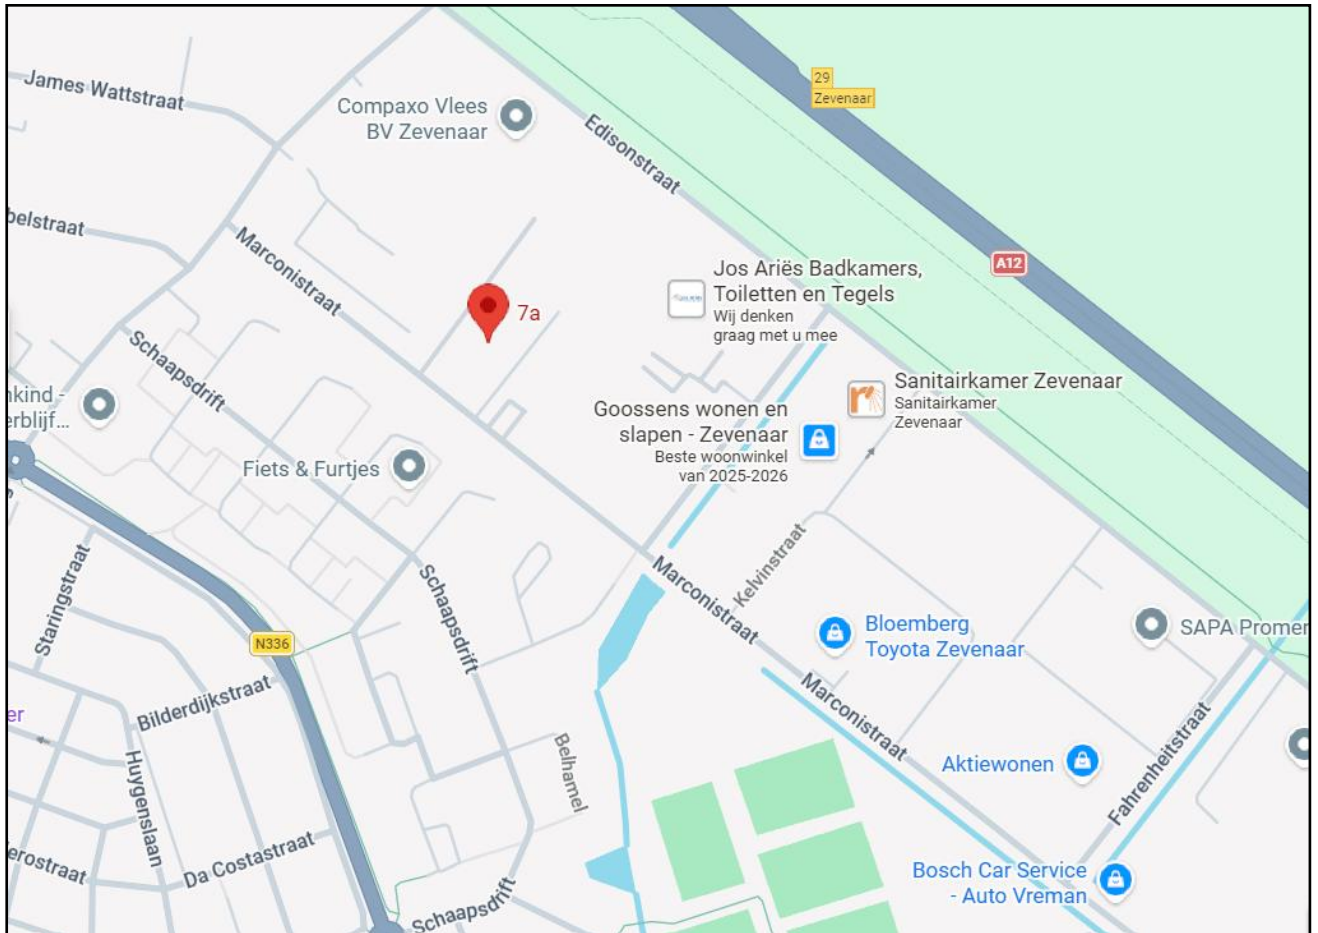 29
Zevenaar
James Wattstraat
Compaxo Vlees
BV Zevenaar
Edisonstraat
belstraat
Marconistraat
A12
Jos Ariës Badkamers,
Toiletten en Tegels
Wij denken
graag met u mee
7a
Schaapsdrift
nkind -
erblijf...
Sanitairkamer Zevenaar
Sanitairkamer
Zevenaar
Goossens wonen en
slapen - Zevenaar
Beste woonwinkel
van 2025-2026
Fiets & Furtjes
Kelvinstraat
Staringstraat
Schaapsdrift
Marconistraat
N336
Bloemberg
Toyota Zevenaar
SAPA Promer
Bilderdijkstraat
Marconistraat
er
Huygenslaan
Belhamel
Aktiewonen
Fahrenheitstraat
erostraat
Da Costastraat
Bosch Car Service
- Auto Vreman
Schaapsdrift